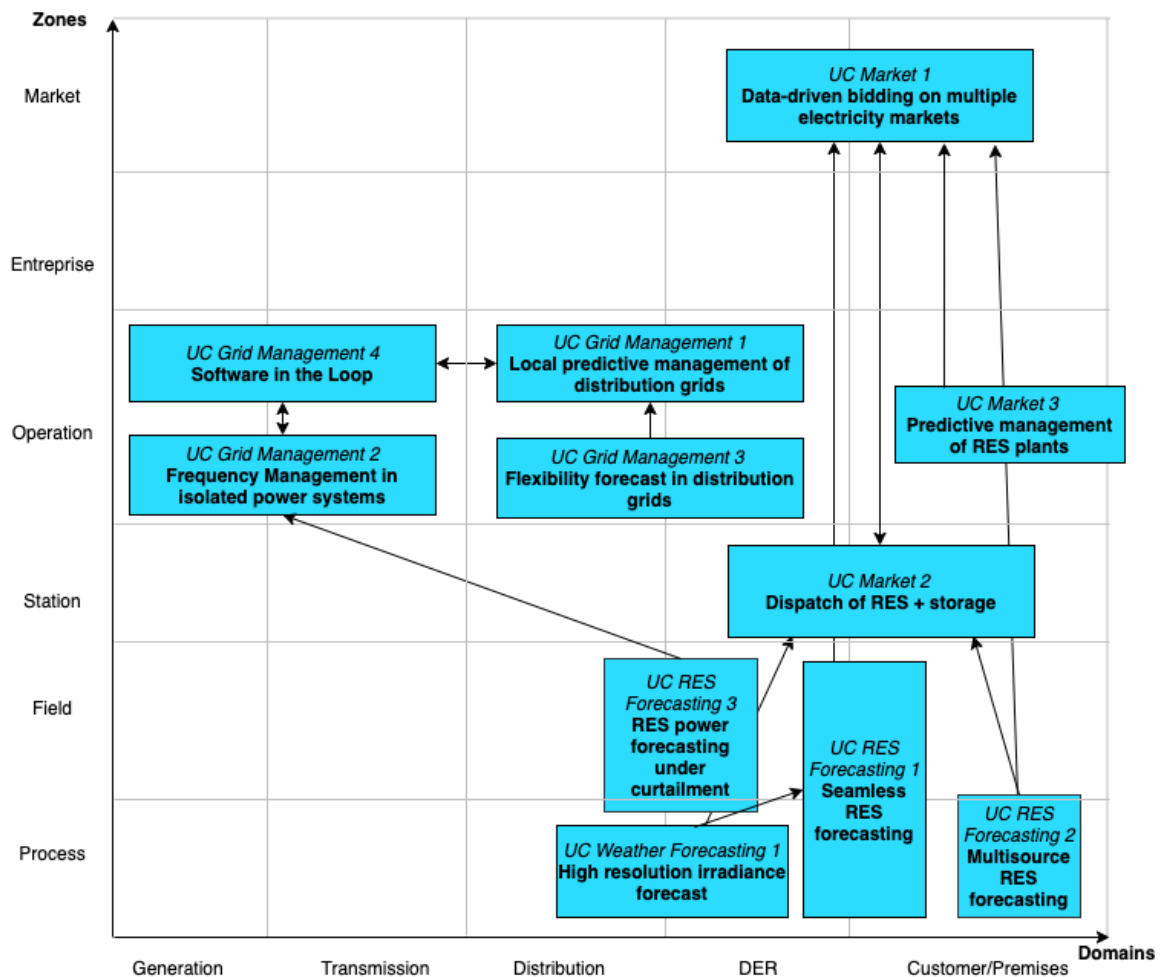 Zones
Market
UC Market 1
Data-driven bidding on multiple
electricity markets
Entreprise
UC Grid Management 4
Software in the Loop
UC Grid Management 1
Local predictive management of
distribution grids
Operation
UC Market 3
Predictive management
of RES plants
UC Grid Management 2
Frequency Management in
isolated power systems
UC Grid Management 3
Flexibility forecast in distribution
grids
Station
UC Market 2
Dispatch of RES + storage
Field
UC RES
Forecasting 3
RES power
forecasting
under
curtailment
UC RES
Forecasting 1
Seamless
RES
forecasting
Process
UC Weather Forecasting 1
High resolution irradiance
forecast
UC RES
Forecasting 2
Multisource
RES
forecasting
Domains
Generation
Transmission
Distribution
DER
Customer/Premises